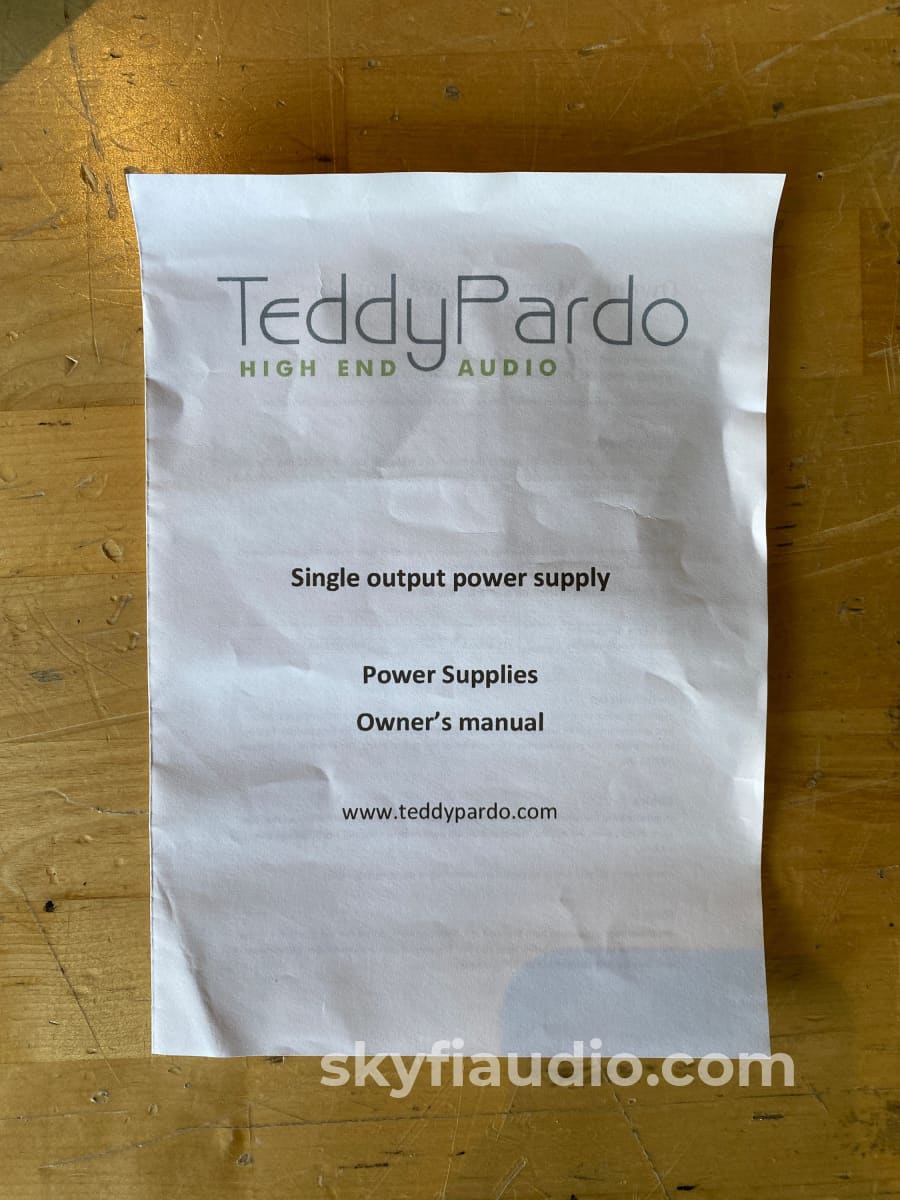 TeddyPardo
HIGH END AUDIO
Single output power supply
Power Supplies
Owner’s manual
www.teddypardo.com
skyfiaudio.com